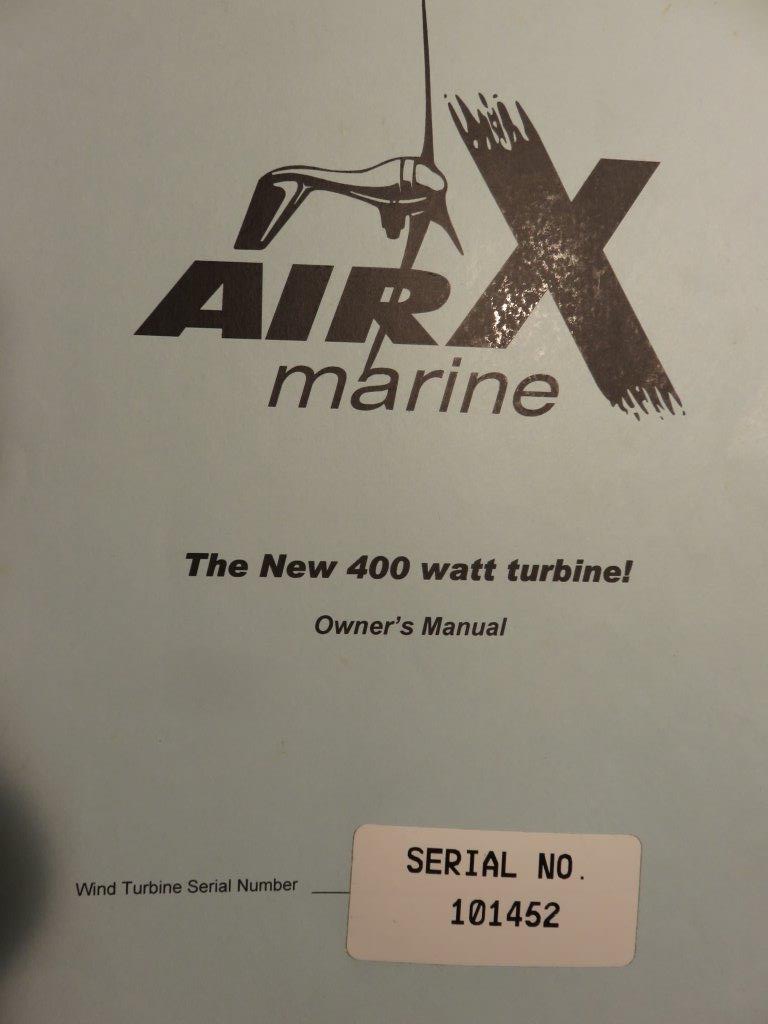 AIR X
marine
The New 400 watt turbine!
Owner's Manual
Wind Turbine Serial Number
SERIAL NO.
101452